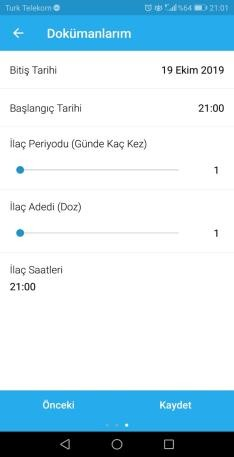 Turk Telekom
%64 21:01
Dokümanlarım
Bitiş Tarihi 19 Ekim 2019
Başlangıç Tarihi 21:00
İlaç Periyodu (Günde Kaç Kez)
1
İlaç Adedi (Doz)
1
İlaç Saatleri
21:00
Önceki Kaydet